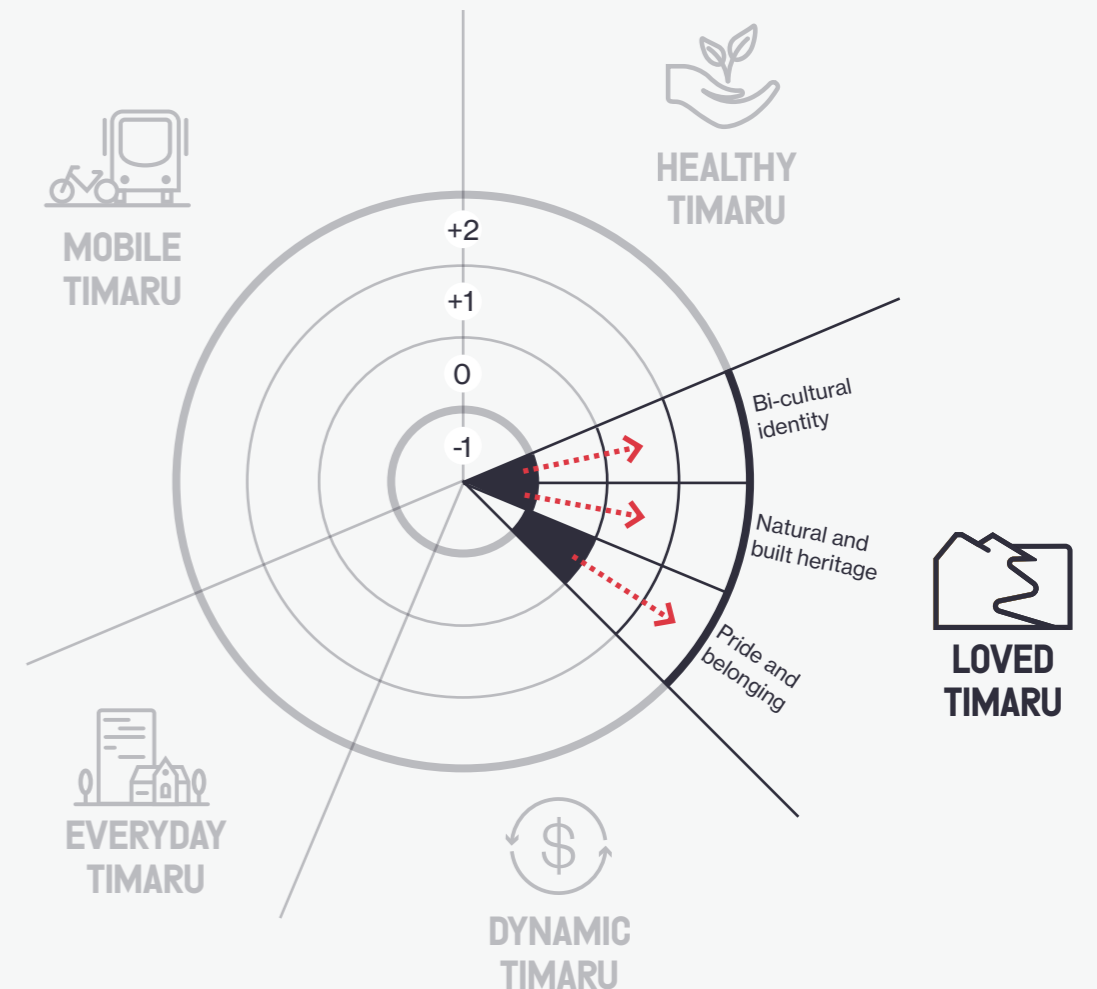 HEALTHY
TIMARU
MOBILE
TIMARU
+2
+1
0
-1
Bi-cultural
identity
Natural and
built heritage
Pride and
belonging
LOVED
TIMARU
EVERYDAY
TIMARU
$
DYNAMIC
TIMARU